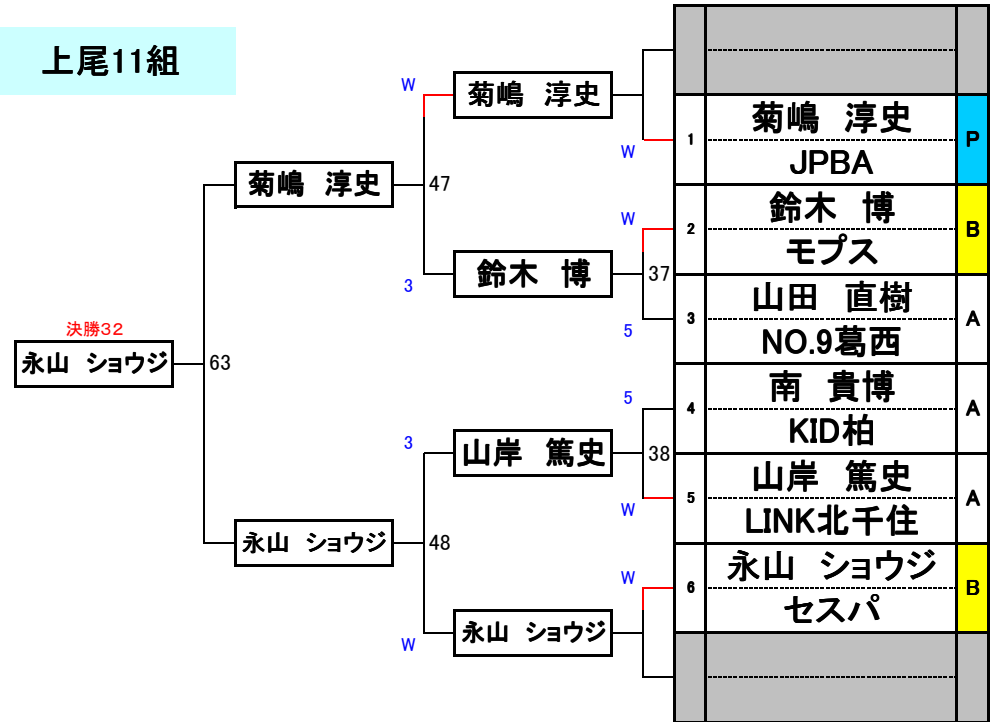 上尾11組
決勝32
永山 ショウジ
63
菊嶋 淳史
47
永山 ショウジ
48
W
菊嶋 淳史
3
鈴木 博
3
山岸 篤史
W
永山 ショウジ
W
W
37
5
5
38
W
W
1
菊嶋 淳史
JPBA
P
2
鈴木 博
モプス
B
3
山田 直樹
NO.9葛西
A
4
南 貴博
KID柏
A
5
山岸 篤史
LINK北千住
A
6
永山 ショウジ
セスパ
B